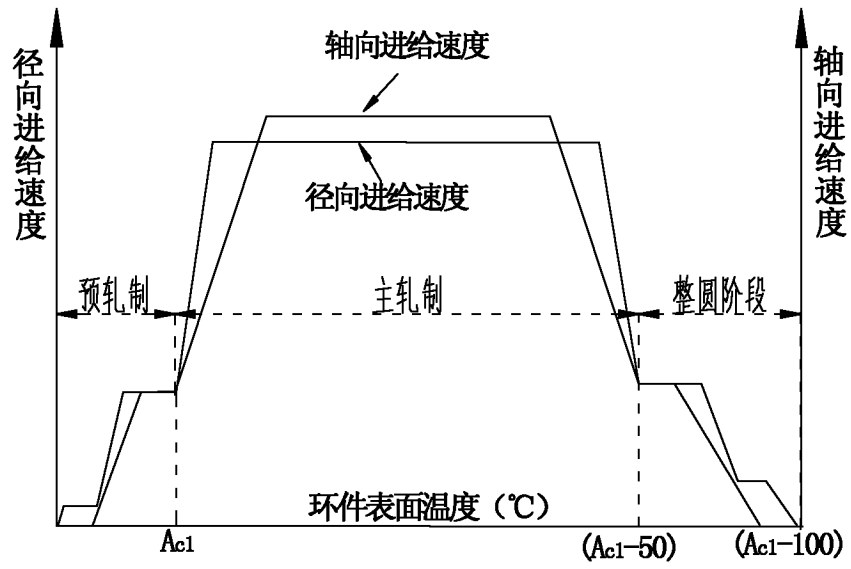 轴向进给速度
径向进给速度
轴向进给速度
径向进给速度
预轧制
主轧制
整圆阶段
环件表面温度（℃）
Ac1
(Ac1-50)
(Ac1-100)